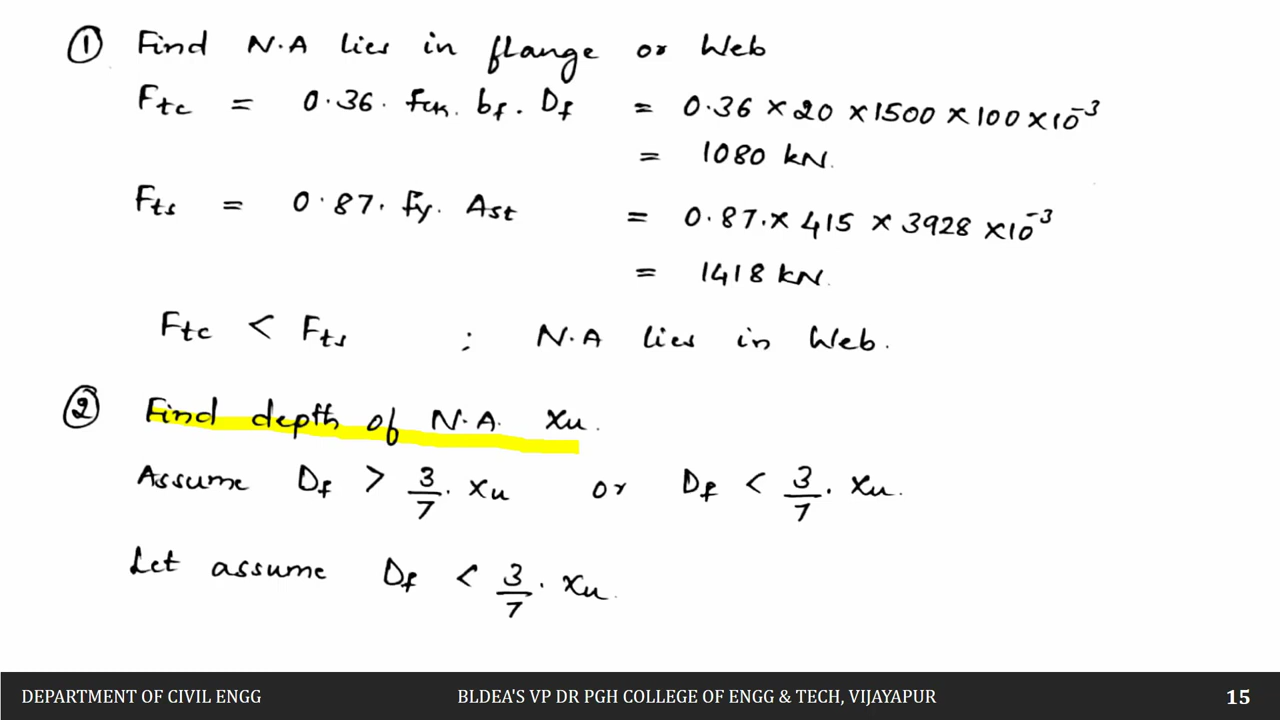 ① Find N.A lies in flange or Web
Ftc = 0.36. fck. bf. Df = 0.36 × 20 × 1500 × 100 × 10⁻³
= 1080 kN.
Fts = 0.87. fy. Ast = 0.87. × 415 × 3928 × 10⁻³
= 1418 kN.
Ftc < Fts ; N.A lies in Web.
② Find depth of N.A. xu.
Assume Df > 3/7 . xu or Df < 3/7 . xu.
Let assume Df < 3/7 . xu.
DEPARTMENT OF CIVIL ENGG BLDEA'S VP DR PGH COLLEGE OF ENGG & TECH, VIJAYAPUR 15